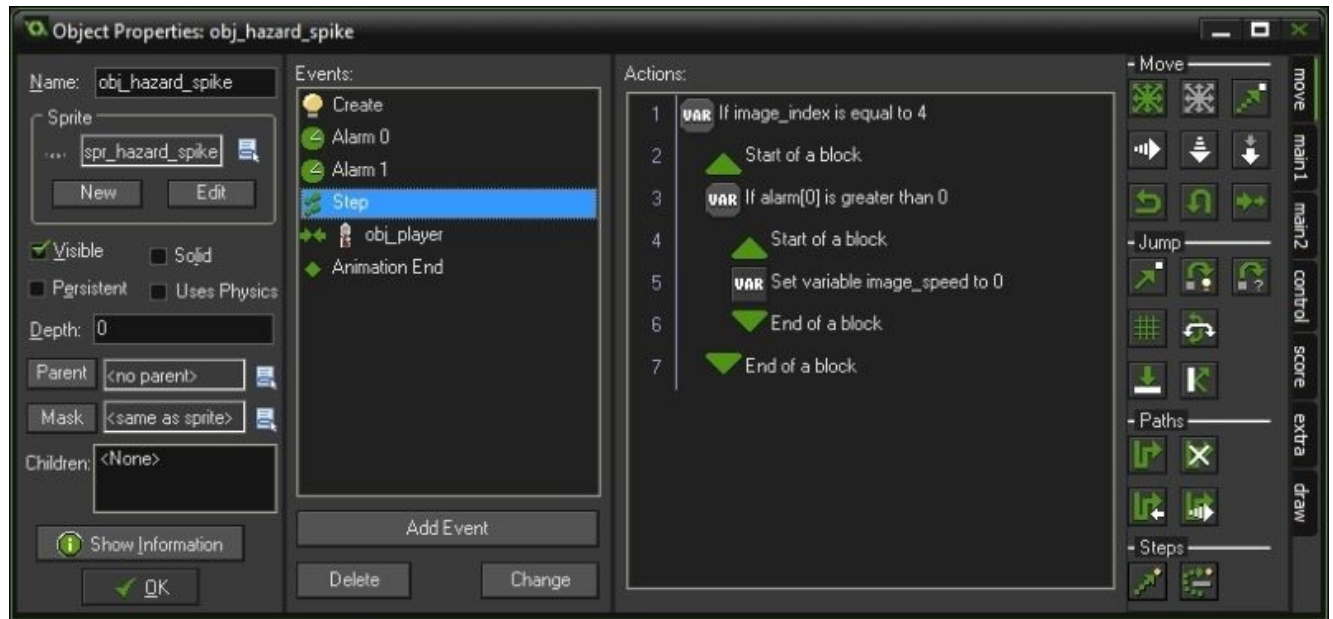 Object Properties: obj_hazard_spike
Name: obj_hazard_spike
Sprite
spr_hazard_spike
New Edit
Visible Solid
Persistent Uses Physics
Depth: 0
Parent <no parent>
Mask <same as sprite>
Children: <None>
Show Information
OK
Events:
Create
Alarm 0
Alarm 1
Step
obj_player
Animation End
Add Event
Delete Change
Actions:
1 VAR If image_index is equal to 4
2 Start of a block
3 VAR If alarm[0] is greater than 0
4 Start of a block
5 VAR Set variable image_speed to 0
6 End of a block
7 End of a block
Move
Jump
?
Paths
Steps
move
main1
main2
control
score
extra
draw